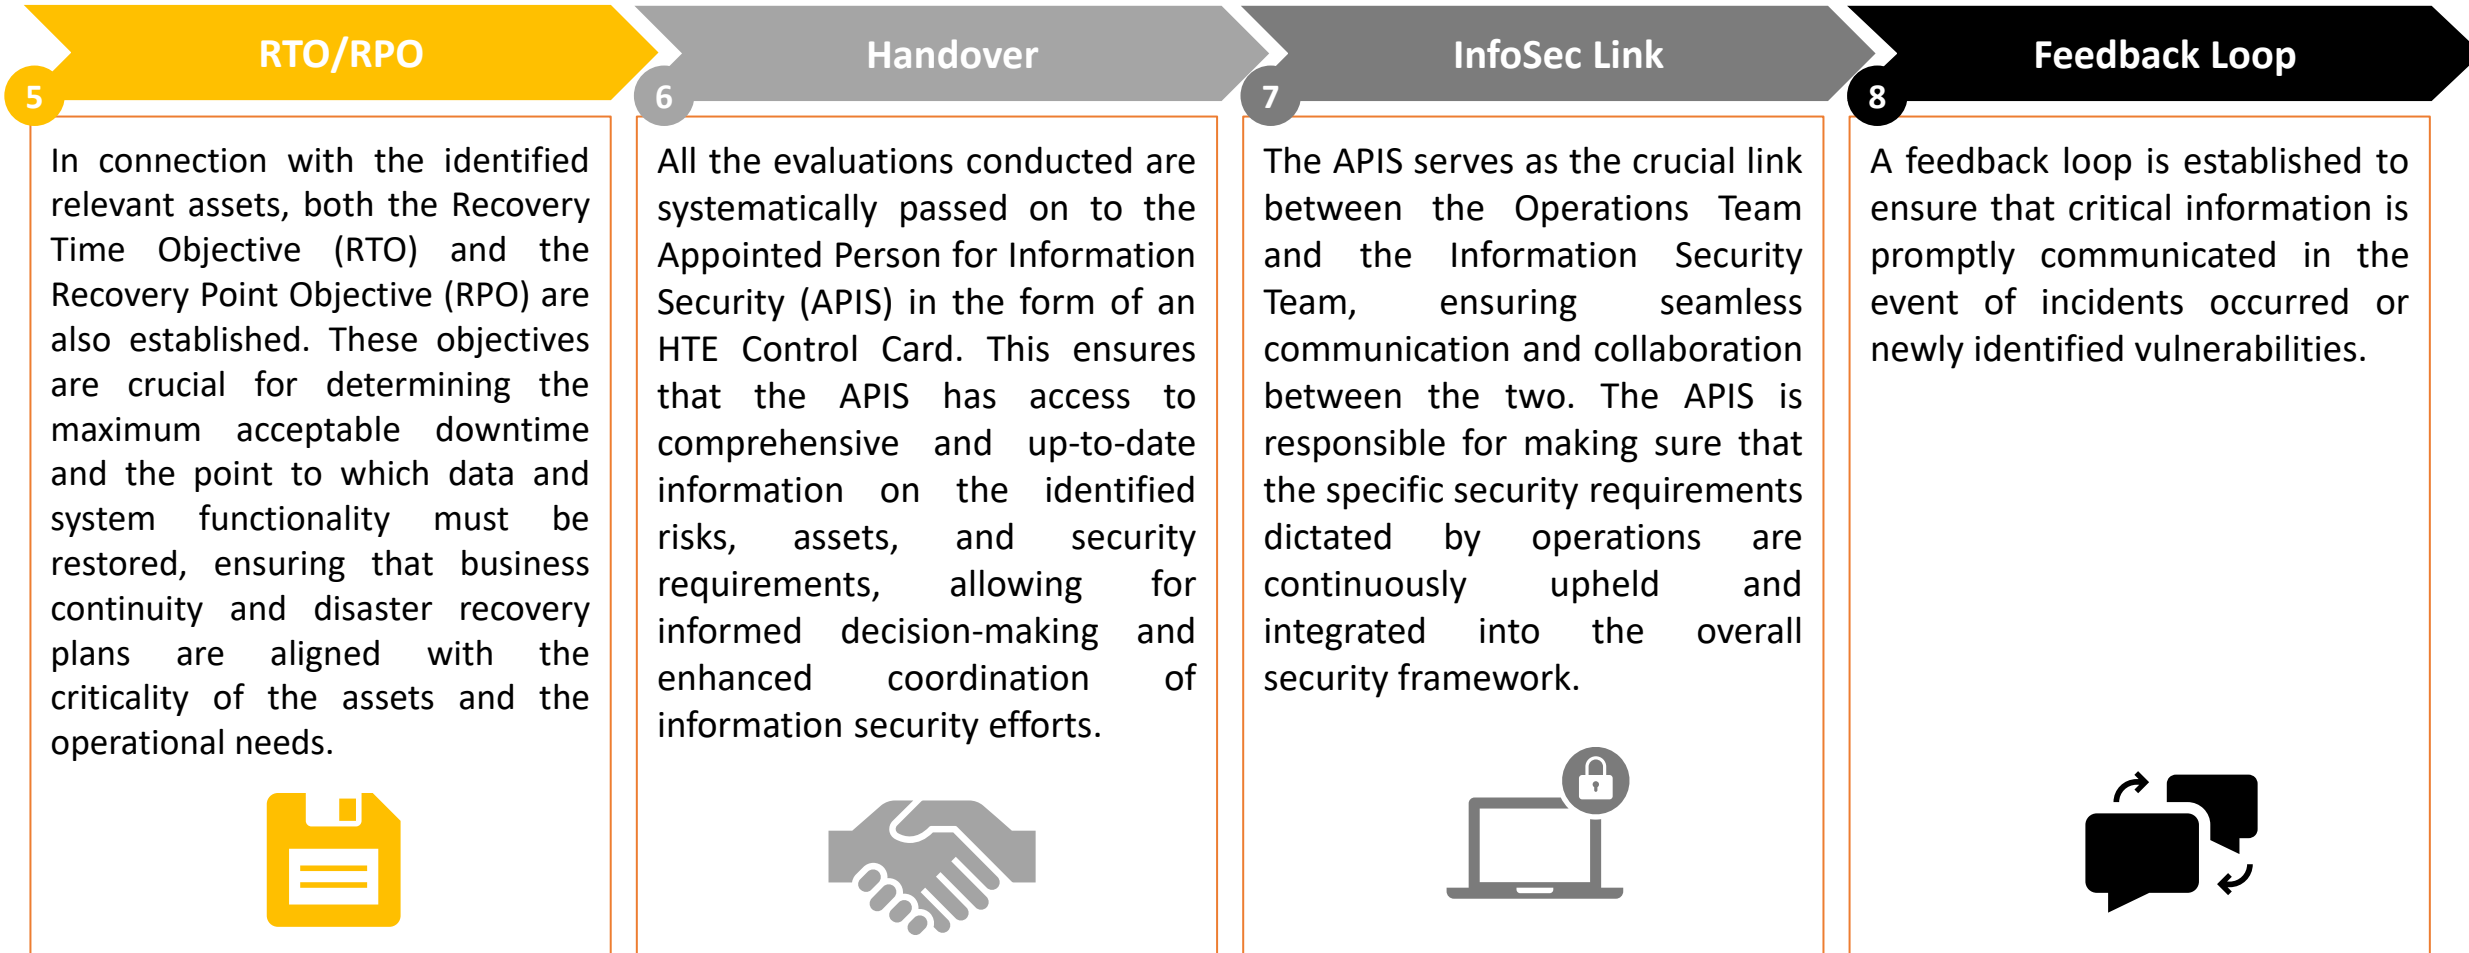 RTO/RPO
5
In connection with the identified
relevant assets, both the Recovery
Time Objective (RTO) and the
Recovery Point Objective (RPO) are
also established. These objectives
are crucial for determining the
maximum acceptable downtime
and the point to which data and
system functionality must be
restored, ensuring that business
continuity and disaster recovery
plans are aligned with the
criticality of the assets and the
operational needs.
Handover
6
All the evaluations conducted are
systematically passed on to the
Appointed Person for Information
Security (APIS) in the form of an
HTE Control Card. This ensures
that the APIS has access to
comprehensive and up-to-date
information on the identified
risks, assets, and security
requirements, allowing for
informed decision-making and
enhanced coordination of
information security efforts.
InfoSec Link
7
The APIS serves as the crucial link
between the Operations Team
and the Information Security
Team, ensuring seamless
communication and collaboration
between the two. The APIS is
responsible for making sure that
the specific security requirements
dictated by operations are
continuously upheld and
integrated into the overall
security framework.
Feedback Loop
8
A feedback loop is established to
ensure that critical information is
promptly communicated in the
event of incidents occurred or
newly identified vulnerabilities.